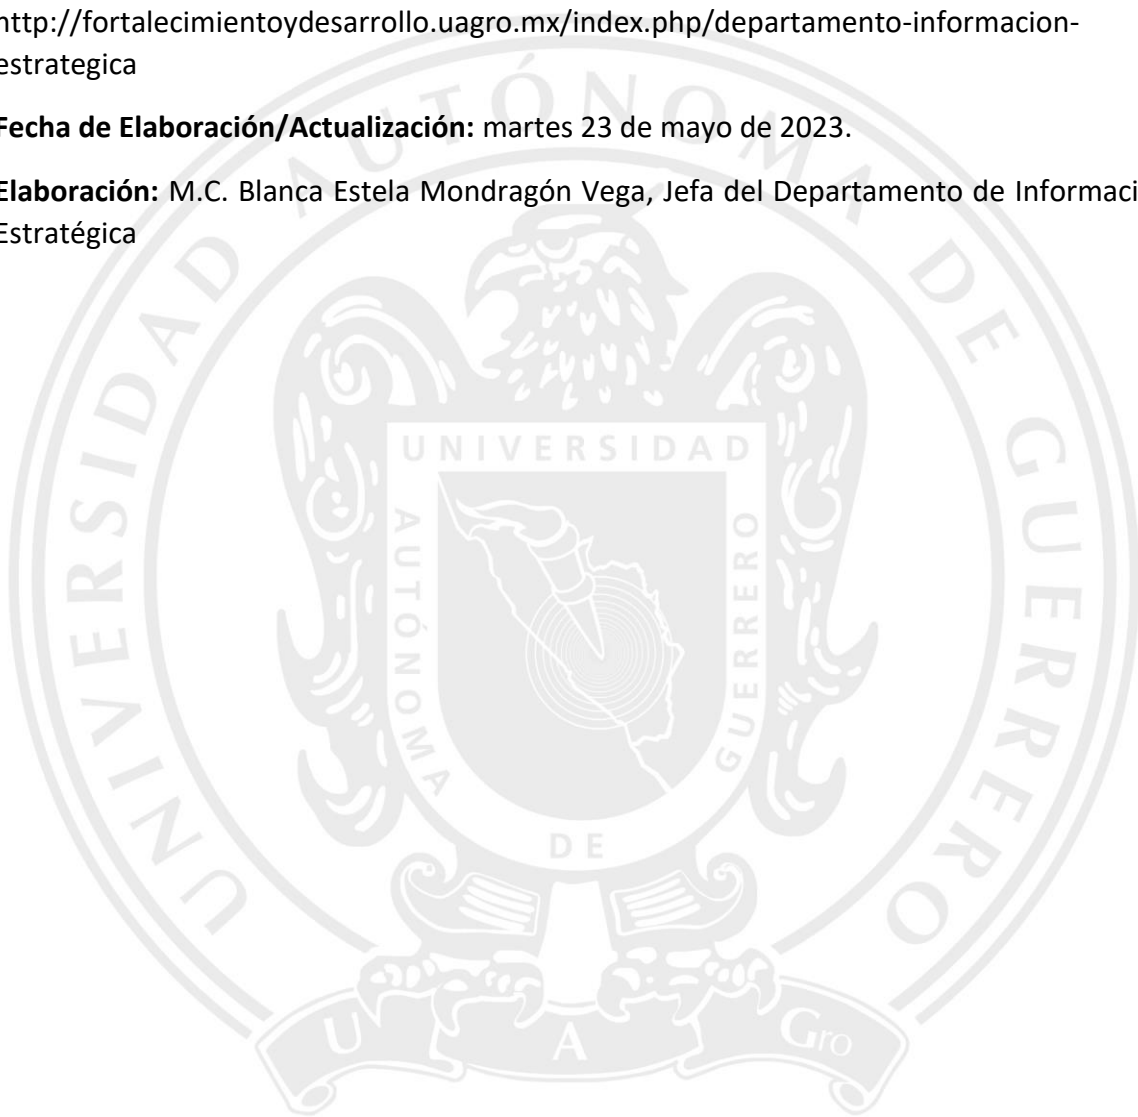 http://fortalecimientoydesarrollo.uagro.mx/index.php/departamento-informacion-
estrategica
Fecha de Elaboración/Actualización: martes 23 de mayo de 2023.
Elaboración: M.C. Blanca Estela Mondragón Vega, Jefa del Departamento de Informaci
Estratégica
UNIVERSIDAD AUTÓNOMA DE GUERRERO
UNIVERSIDAD
AUTÓNOMA
GUERRERO
DE
U A Gro